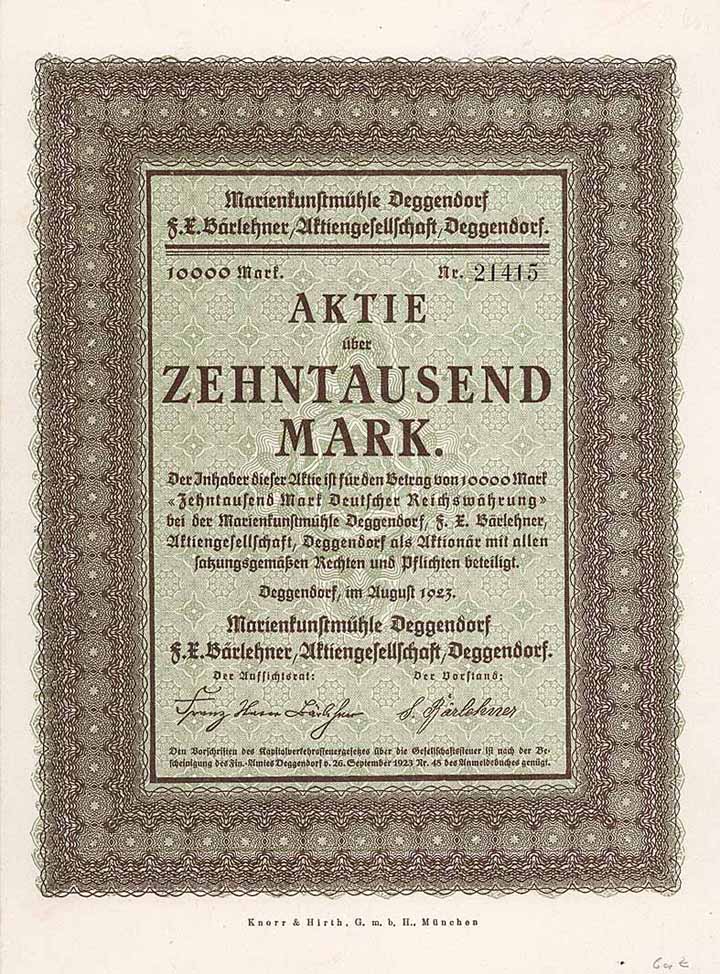 Marienkunstmühle Deggendorf
F.X.Bärlehner/Aktiengesellschaft/Deggendorf.
10000 Mark. Nr. 21415
AKTIE
über
ZEHNTAUSEND
MARK.
Der Inhaber dieser Aktie ist für den Betrag von 10000 Mark
«Zehntausend Mark Deutscher Reichswährung»
bei der Marienkunstmühle Deggendorf, F. X. Bärlehner,
Aktiengesellschaft, Deggendorf als Aktionär mit allen
satzungsgemäßen Rechten und Pflichten beteiligt.
Deggendorf, im August 1923.
Marienkunstmühle Deggendorf
F.X.Bärlehner/Aktiengesellschaft/Deggendorf.
Der Aufsichtsrat: Der Vorstand:
Franz Bärlehner S. Bärlehner
Den Vorschriften des Kapitalverkehrssteuergesetzes über die Gesellschaftssteuer ist nach der Be-
scheinigung des Fin.-Amtes Deggendorf v. 26. September 1923 Nr. 48 des Anmeldebuches genügt.
Knorr & Hirth, G. m. b. H., München